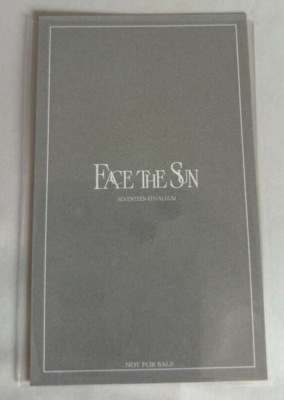 FACE THE SUN
SEVENTEEN 4TH ALBUM
NOT FOR SALE